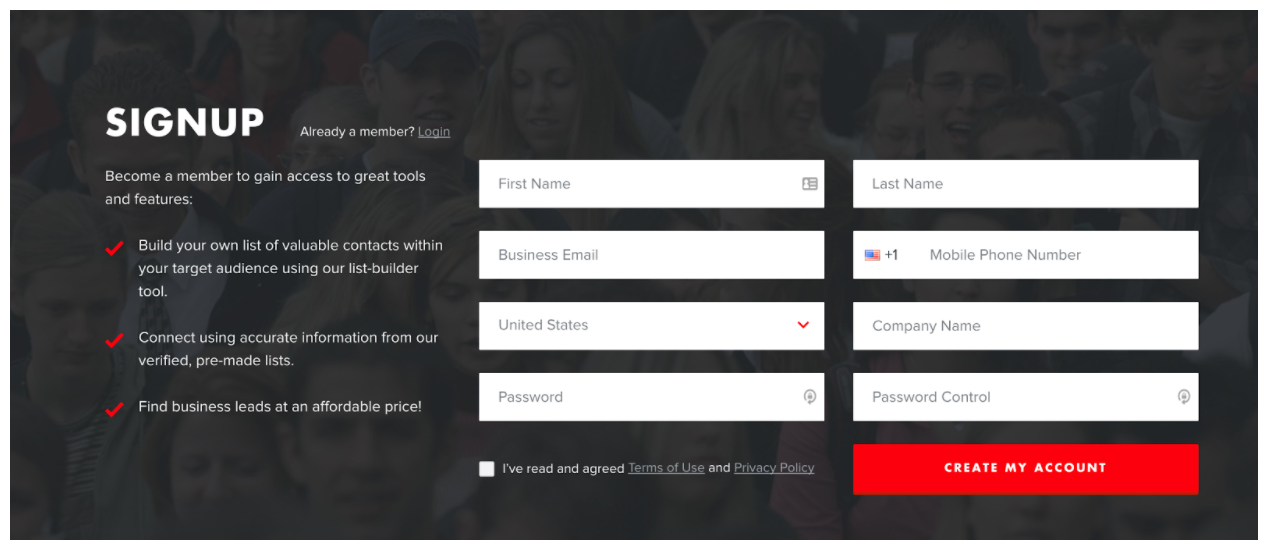 SIGNUP
Already a member? Login
Become a member to gain access to great tools
and features:
Build your own list of valuable contacts within
your target audience using our list-builder
tool.
Connect using accurate information from our
verified, pre-made lists.
Find business leads at an affordable price!
First Name
Last Name
Business Email
+1 Mobile Phone Number
United States
Company Name
Password
Password Control
I've read and agreed Terms of Use and Privacy Policy
CREATE MY ACCOUNT